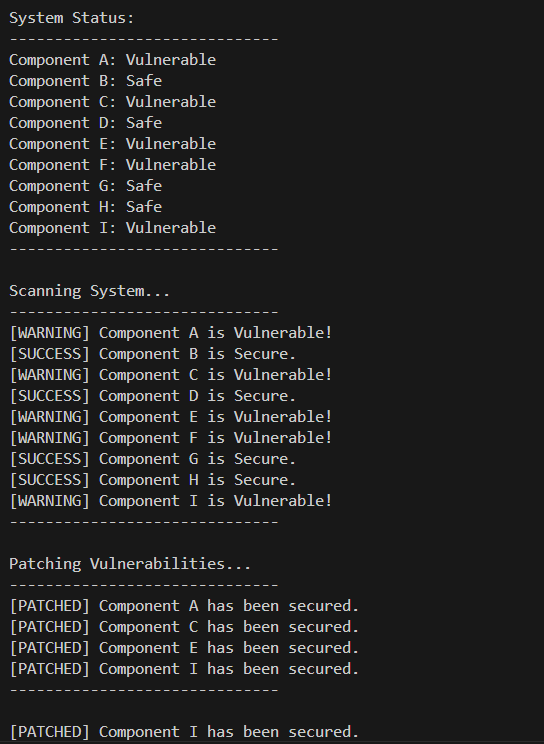 System Status:
------------------------------
Component A: Vulnerable
Component B: Safe
Component C: Vulnerable
Component D: Safe
Component E: Vulnerable
Component F: Vulnerable
Component G: Safe
Component H: Safe
Component I: Vulnerable
------------------------------

Scanning System...
------------------------------
[WARNING] Component A is Vulnerable!
[SUCCESS] Component B is Secure.
[WARNING] Component C is Vulnerable!
[SUCCESS] Component D is Secure.
[WARNING] Component E is Vulnerable!
[WARNING] Component F is Vulnerable!
[SUCCESS] Component G is Secure.
[SUCCESS] Component H is Secure.
[WARNING] Component I is Vulnerable!
------------------------------

Patching Vulnerabilities...
------------------------------
[PATCHED] Component A has been secured.
[PATCHED] Component C has been secured.
[PATCHED] Component E has been secured.
[PATCHED] Component I has been secured.
------------------------------

[PATCHED] Component I has been secured.